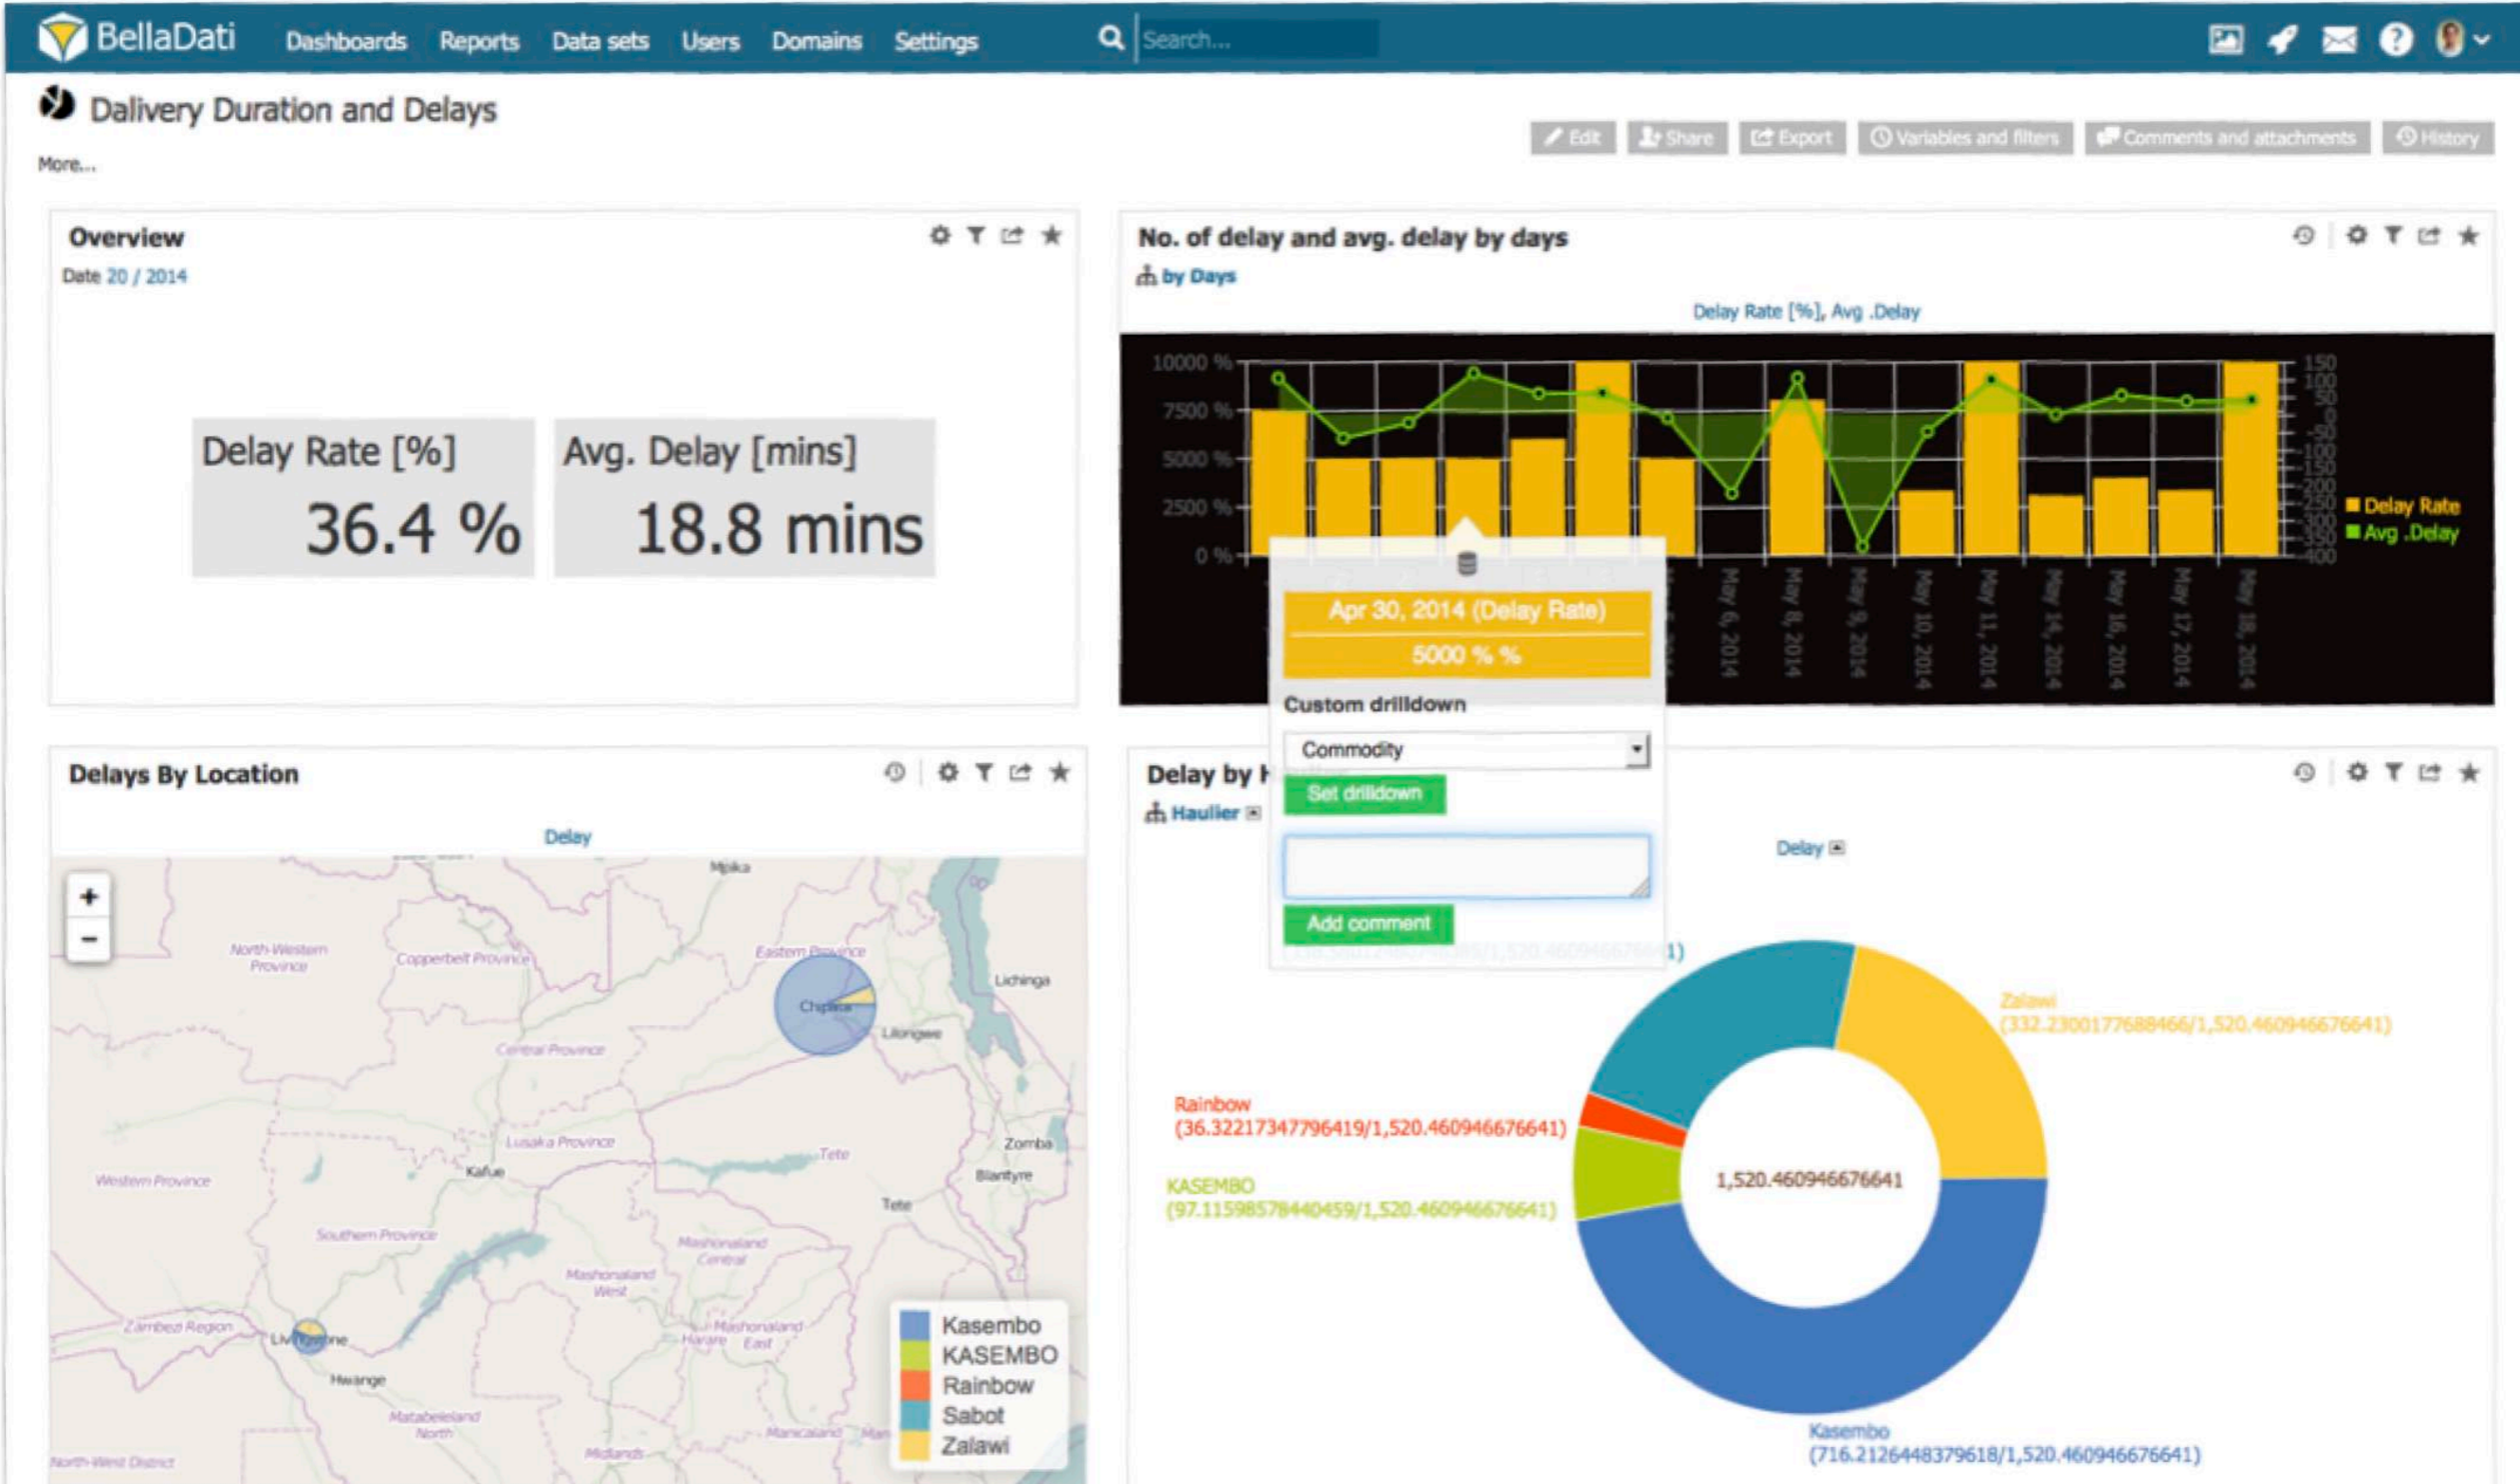 BellaDati
Dashboards Reports Data sets Users Domains Settings
Search...
Dalivery Duration and Delays
More...
Edit
Share
Export
Variables and filters
Comments and attachments
History
Overview
Date 20 / 2014
Delay Rate [%]
36.4 %
Avg. Delay [mins]
18.8 mins
No. of delay and avg. delay by days
by Days
Delay Rate [%], Avg .Delay
10000 %
7500 %
5000 %
2500 %
0 %
150
100
50
0
-400
Delay Rate
Avg .Delay
May 6, 2014
May 8, 2014
May 9, 2014
May 10, 2014
May 11, 2014
May 14, 2014
May 16, 2014
May 17, 2014
May 18, 2014
Apr 30, 2014 (Delay Rate)
5000 % %
Custom drilldown
Commodity
Set drilldown
Add comment
Delays By Location
Delay
+
−
Mpika
North-Western
Province
Copperbelt Province
Eastern Province
Chipata
Lichinga
Lilongwe
Central Province
Lusaka Province
Kafue
Tete
Zomba
Blantyre
Western Province
Tete
Southern Province
Mashonaland
Central
Mashonaland
West
Zambezi Region
Livingstone
Mashonaland
East
Harare
Hwange
Matabeleland
North
Manicaland
Midlands
North-West District
Kasembo
KASEMBO
Rainbow
Sabot
Zalawi
Delay by
Haulier
Delay
Zalawi
(332.2300177688466/1,520.460946676641)
Rainbow
(36.32217347796419/1,520.460946676641)
KASEMBO
(97.11598578440459/1,520.460946676641)
1,520.460946676641
Kasembo
(716.2126448379618/1,520.460946676641)